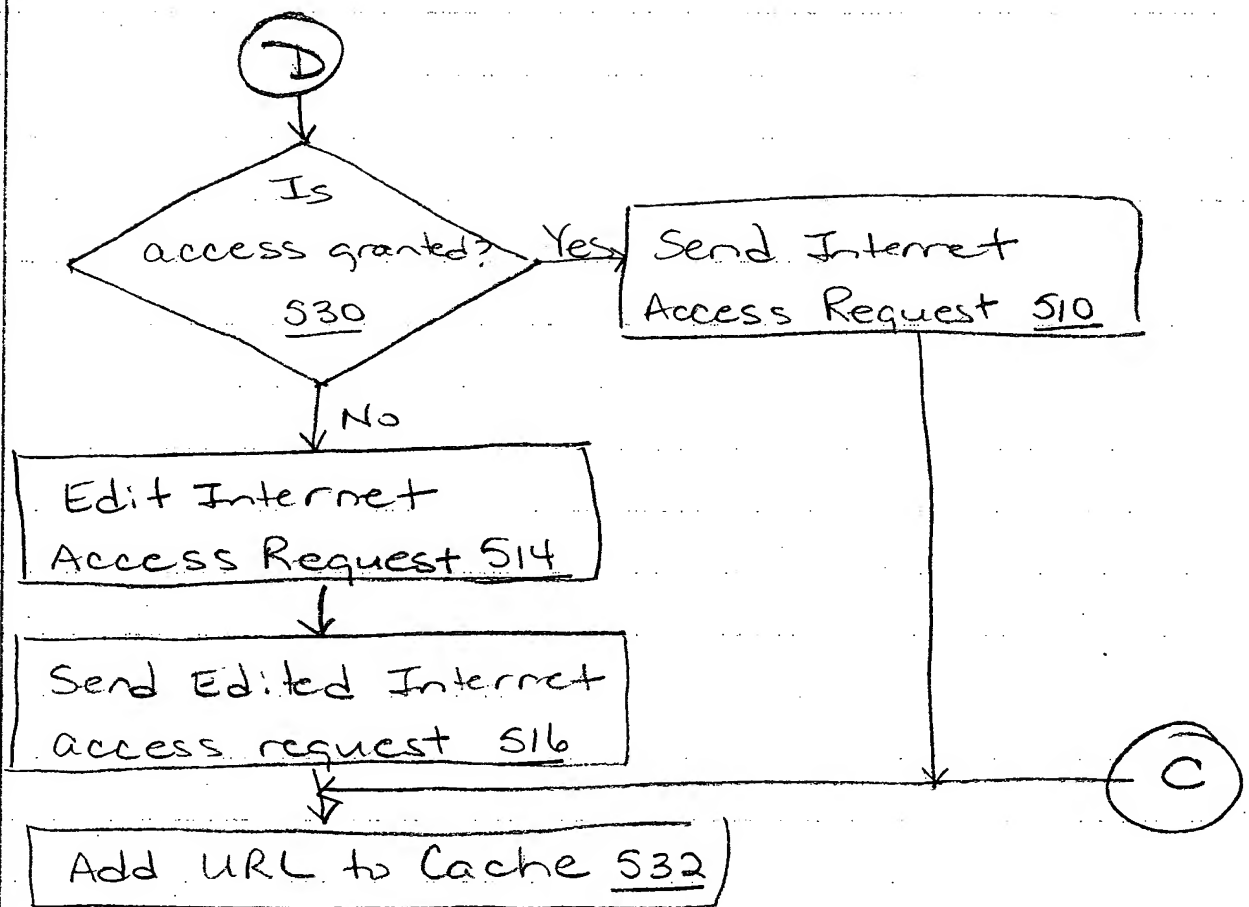 D
Is
access granted?
530
Yes
Send Internet
Access Request 510
No
Edit Internet
Access Request 514
Send Edited Internet
access request 516
C
Add URL to Cache 532